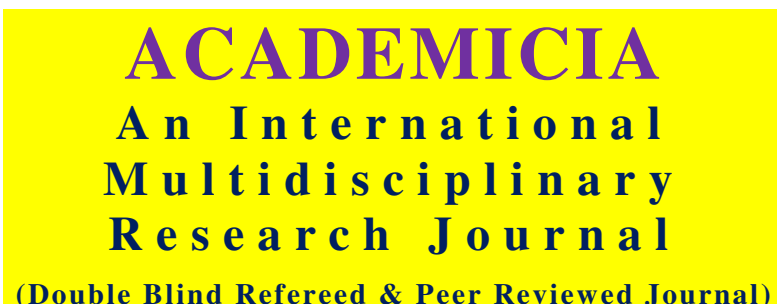 ACADEMICIA
An International
Multidisciplinary
Research Journal
(Double Blind Refereed & Peer Reviewed Journal)